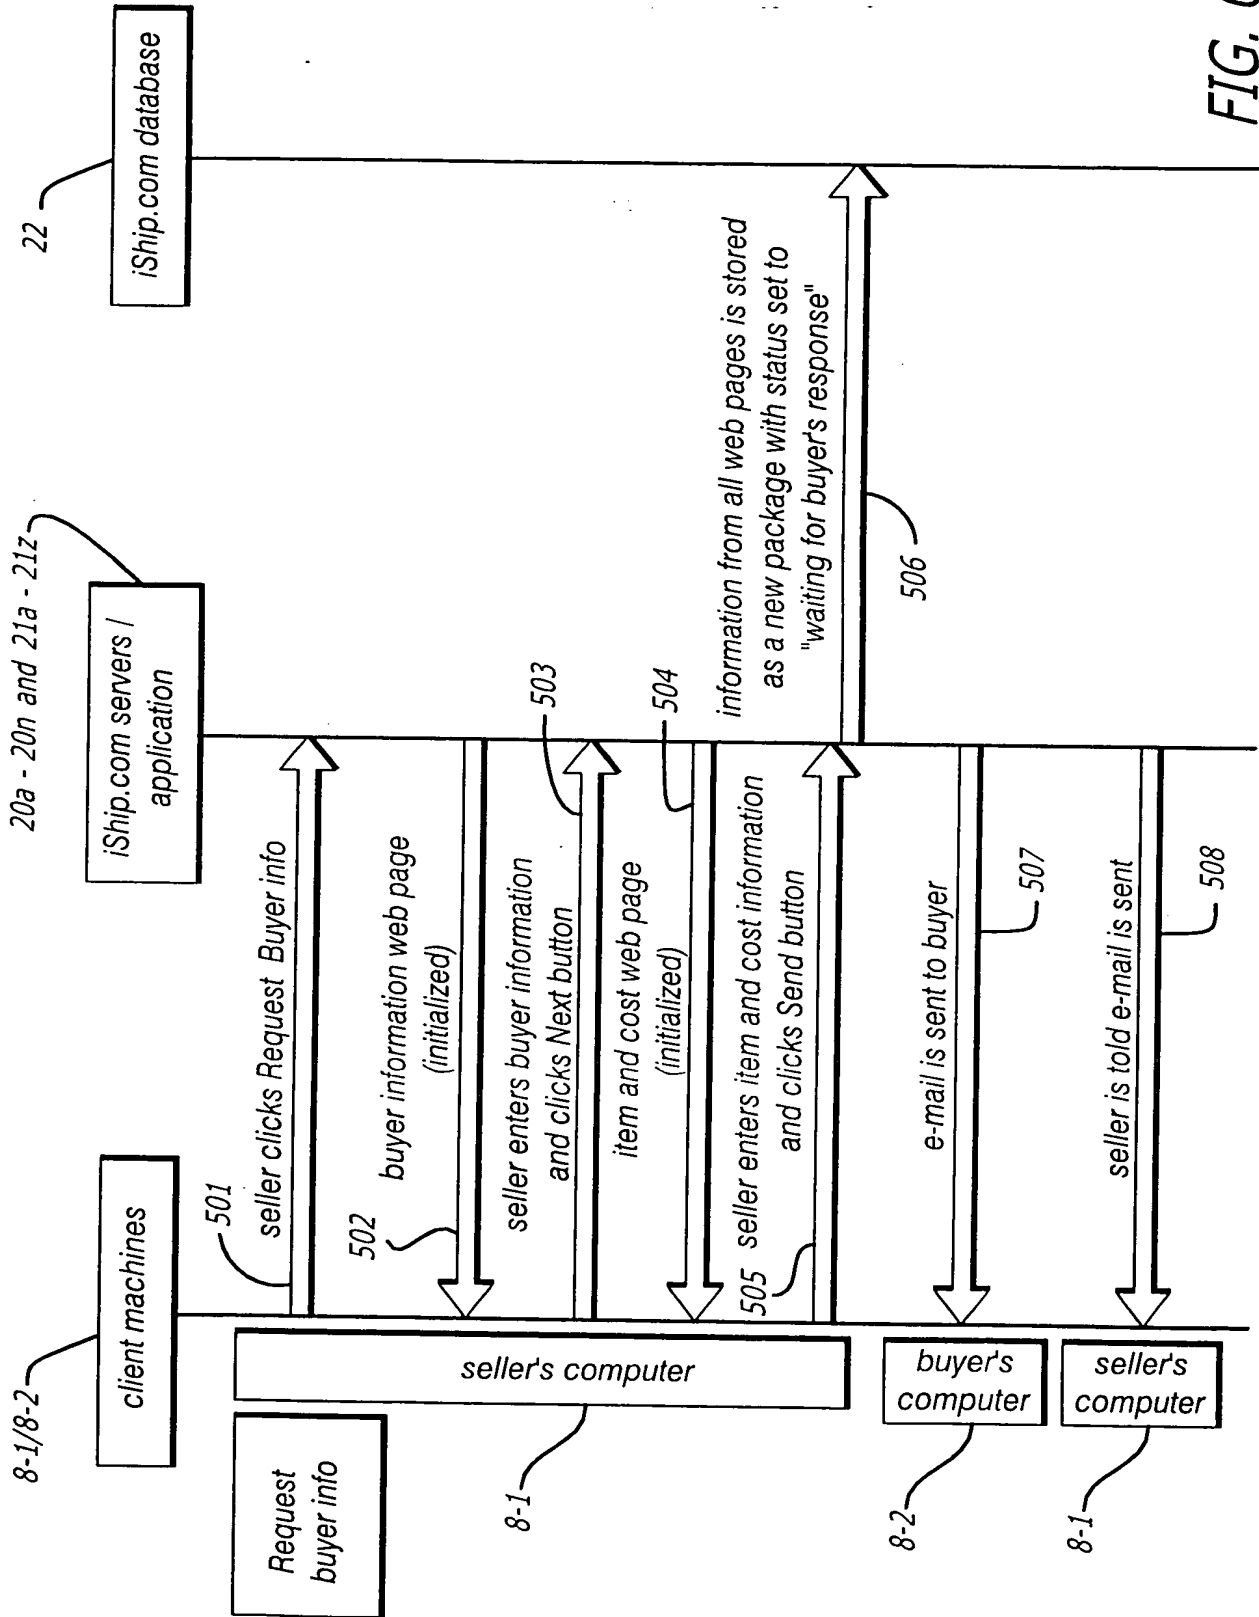 8-1/8-2
client machines
20a - 20n and 21a - 21z
iShip.com servers /
application
22
iShip.com database
Request
buyer info
seller's computer
8-1
501
seller clicks Request Buyer info
502
buyer information web page
(initialized)
seller enters buyer information
and clicks Next button
503
item and cost web page
(initialized)
504
505
seller enters item and cost information
and clicks Send button
information from all web pages is stored
as a new package with status set to
"waiting for buyer's response"
506
buyer's
computer
8-2
e-mail is sent to buyer
507
seller's
computer
8-1
seller is told e-mail is sent
508
FIG.